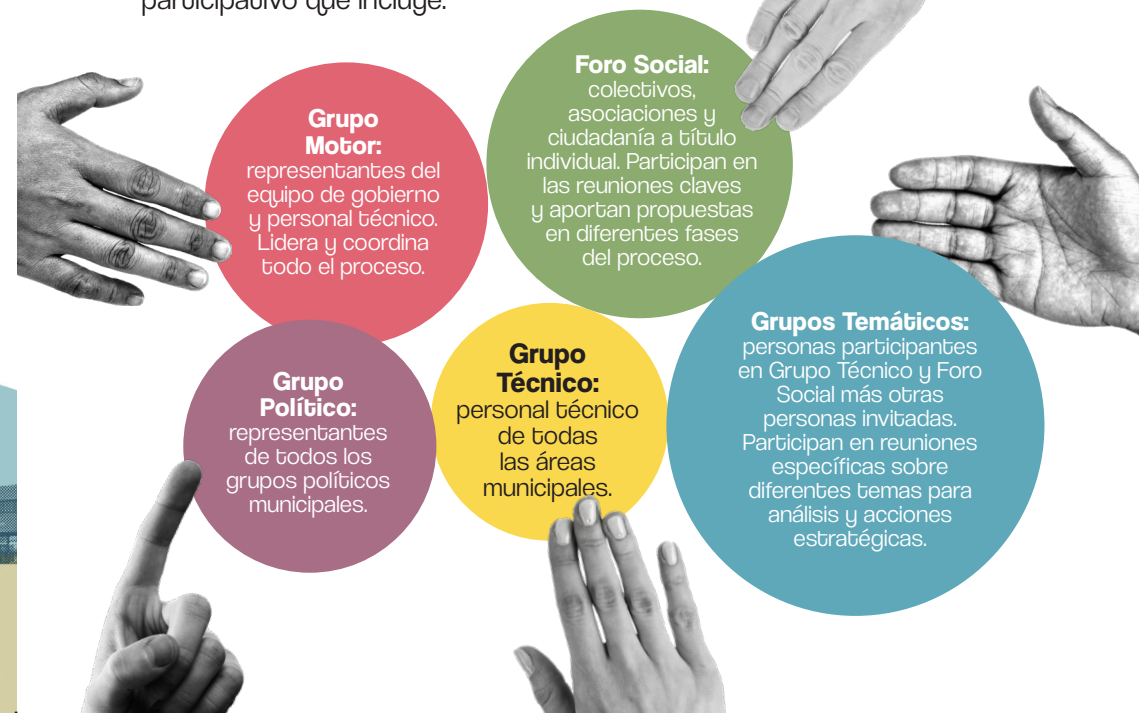 participativo que incluye:
Grupo
Motor:
representantes del
equipo de gobierno
y personal técnico.
Lidera y coordina
todo el proceso.
Foro Social:
colectivos,
asociaciones y
ciudadanía a título
individual. Participan en
las reuniones claves
y aportan propuestas
en diferentes fases
del proceso.
Grupo
Político:
representantes
de todos los
grupos políticos
municipales.
Grupo
Técnico:
personal técnico
de todas
las áreas
municipales.
Grupos Temáticos:
personas participantes
en Grupo Técnico y Foro
Social más otras
personas invitadas.
Participan en reuniones
específicas sobre
diferentes temas para
análisis y acciones
estratégicas.